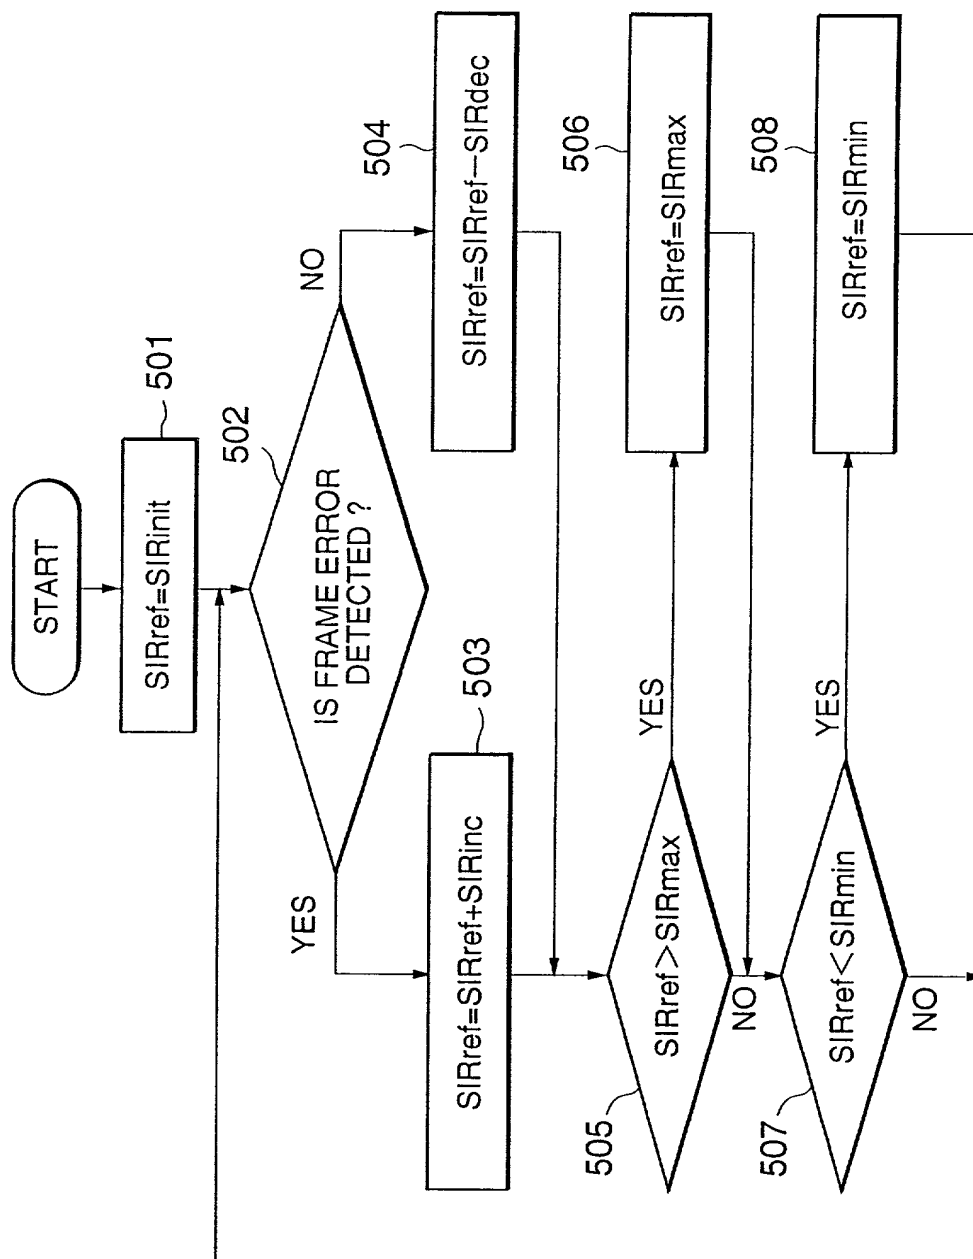 START
501
SIRref=SIRinit
502
IS FRAME ERROR
DETECTED ?
YES
NO
503
SIRref=SIRref+SIRinc
504
SIRref=SIRref−SIRdec
505
SIRref>SIRmax
YES
NO
506
SIRref=SIRmax
507
SIRref<SIRmin
YES
NO
508
SIRref=SIRmin